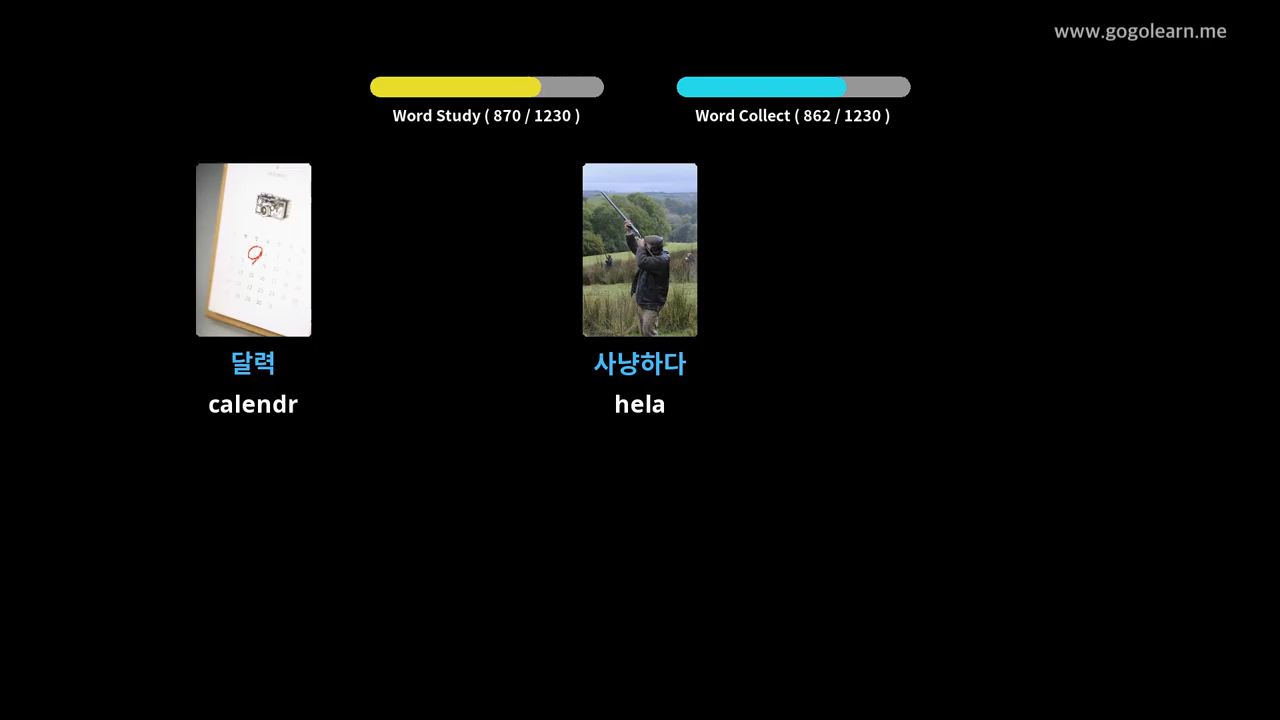 www.gogolearn.me
Word Study ( 870 / 1230 )
Word Collect ( 862 / 1230 )
달력
calendr
사냥하다
hela